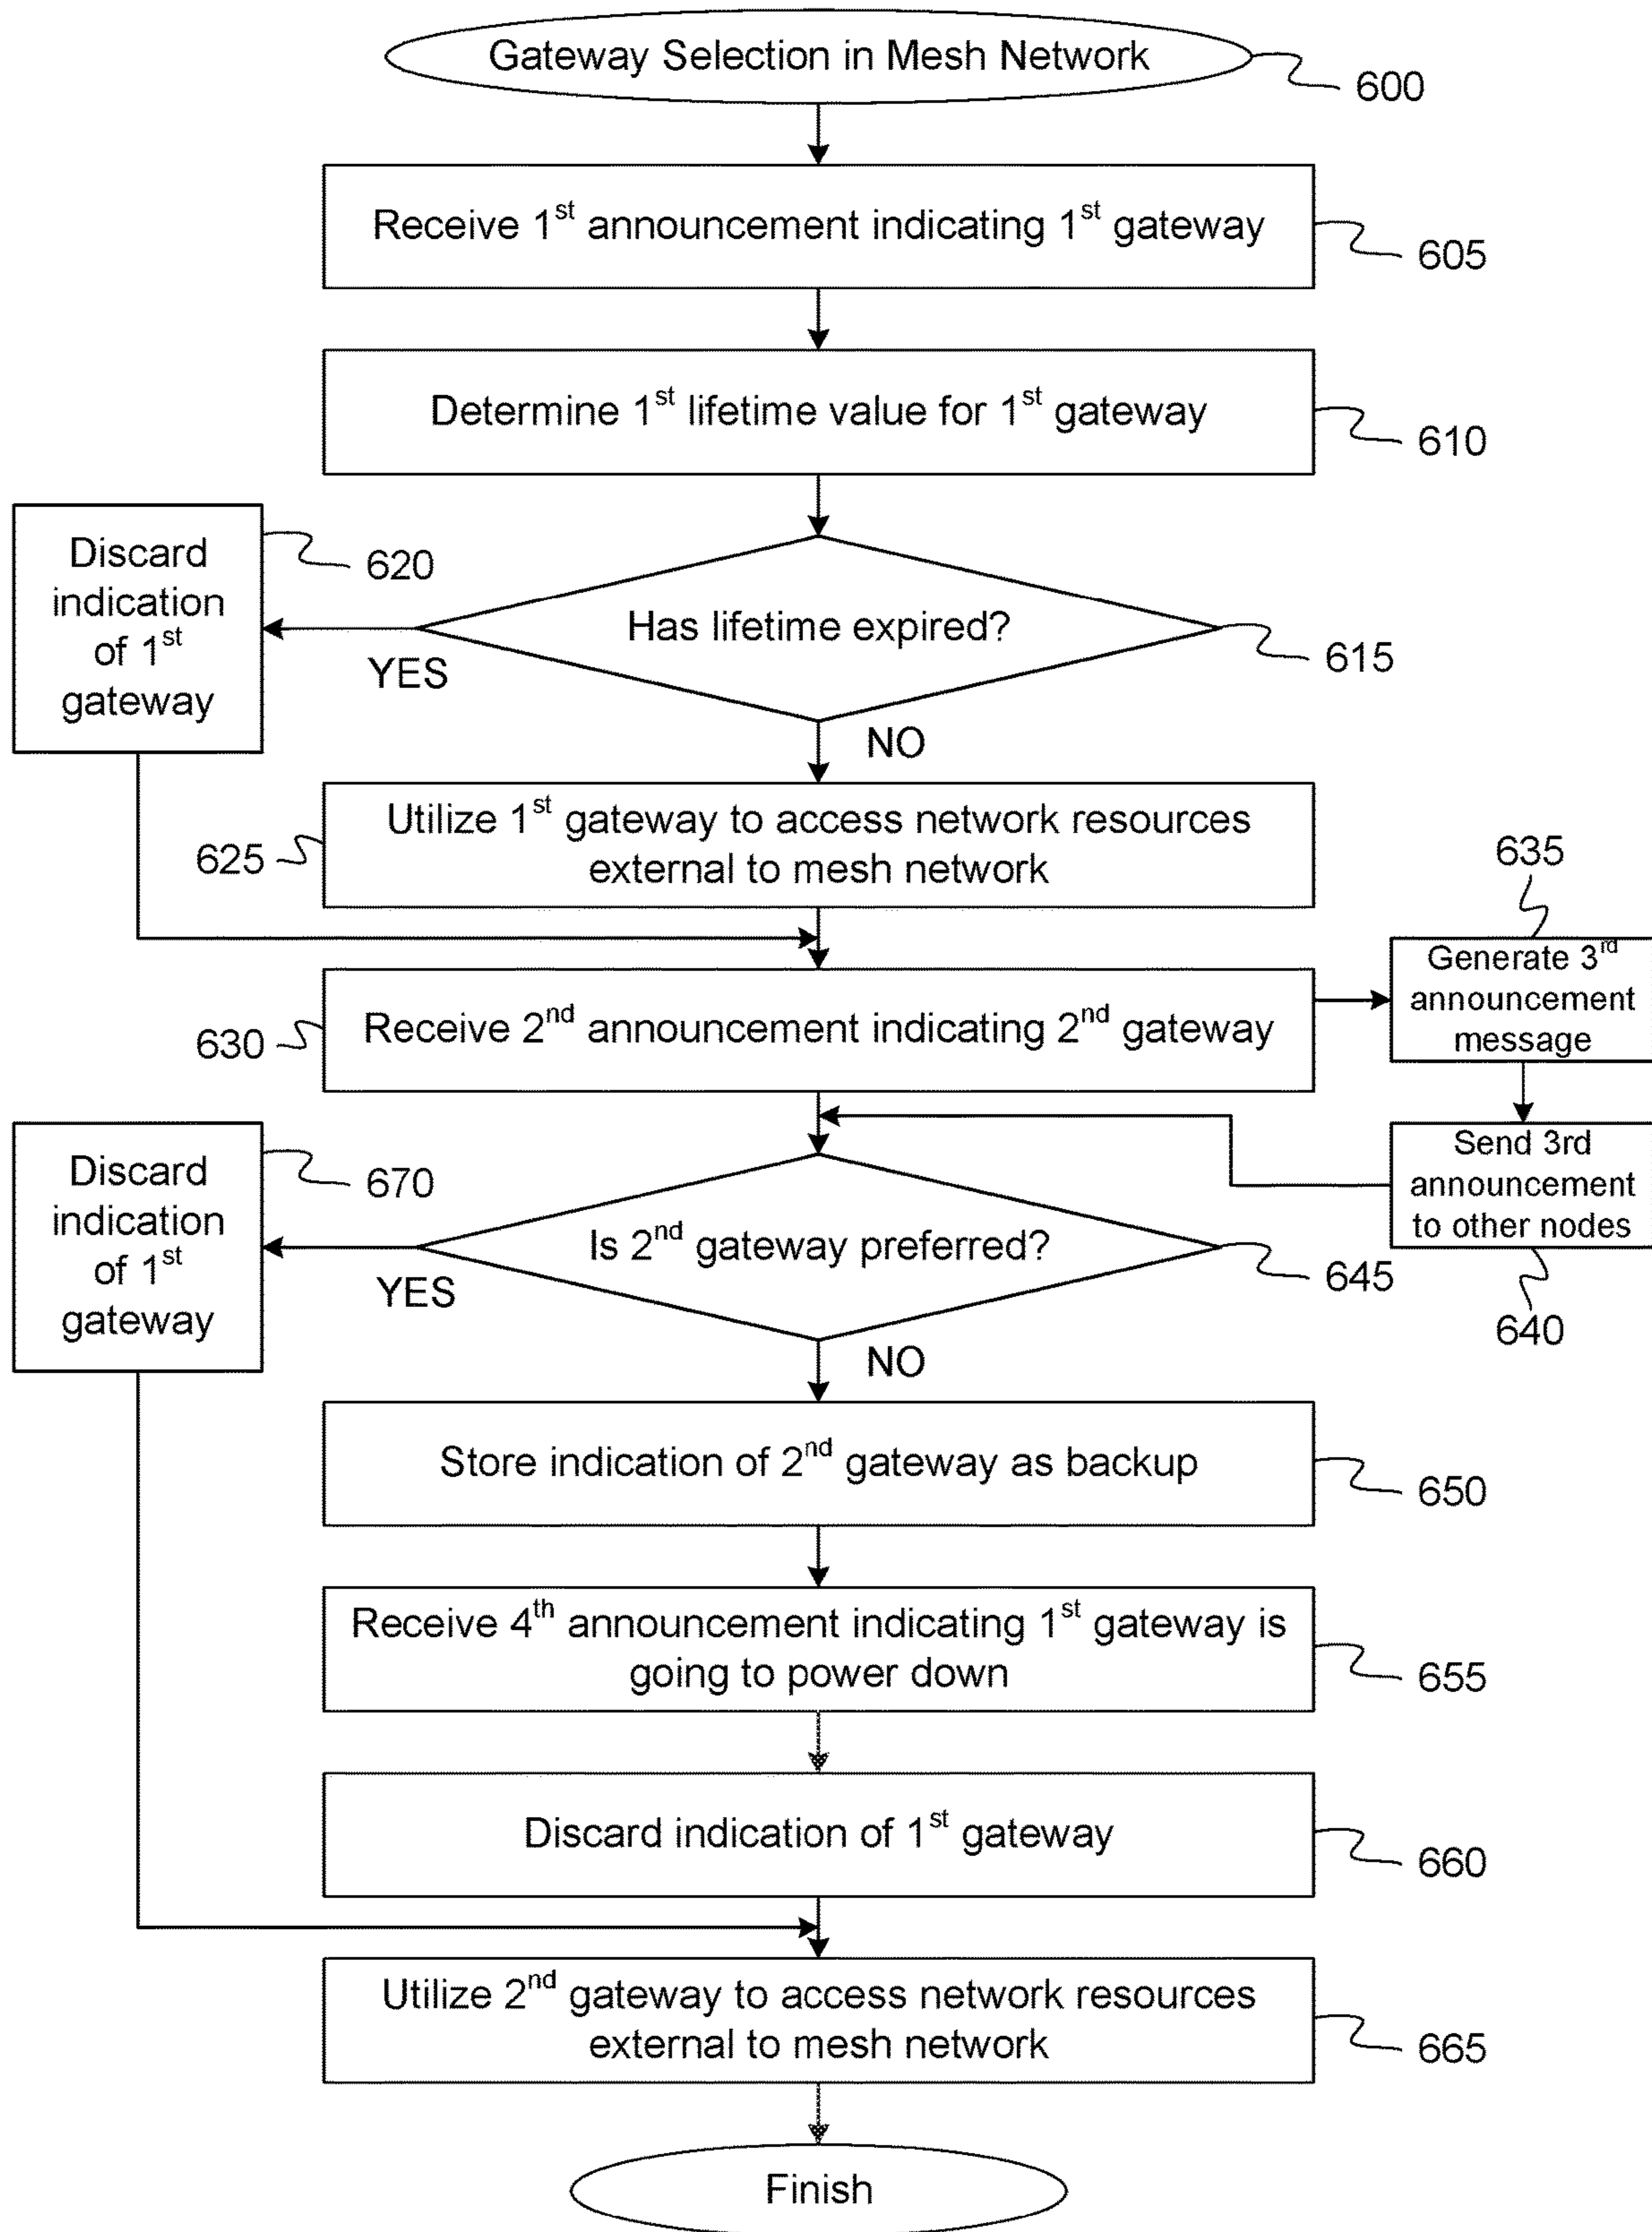 Gateway Selection in Mesh Network
600
Receive 1st announcement indicating 1st gateway
605
Determine 1st lifetime value for 1st gateway
610
Discard
indication
of 1st
gateway
620
Has lifetime expired?
615
YES
NO
Utilize 1st gateway to access network resources
external to mesh network
625
635
Generate 3rd
announcement
message
Receive 2nd announcement indicating 2nd gateway
630
Send 3rd
announcement
to other nodes
640
Discard
indication
of 1st
gateway
670
Is 2nd gateway preferred?
645
YES
NO
Store indication of 2nd gateway as backup
650
Receive 4th announcement indicating 1st gateway is
going to power down
655
Discard indication of 1st gateway
660
Utilize 2nd gateway to access network resources
external to mesh network
665
Finish